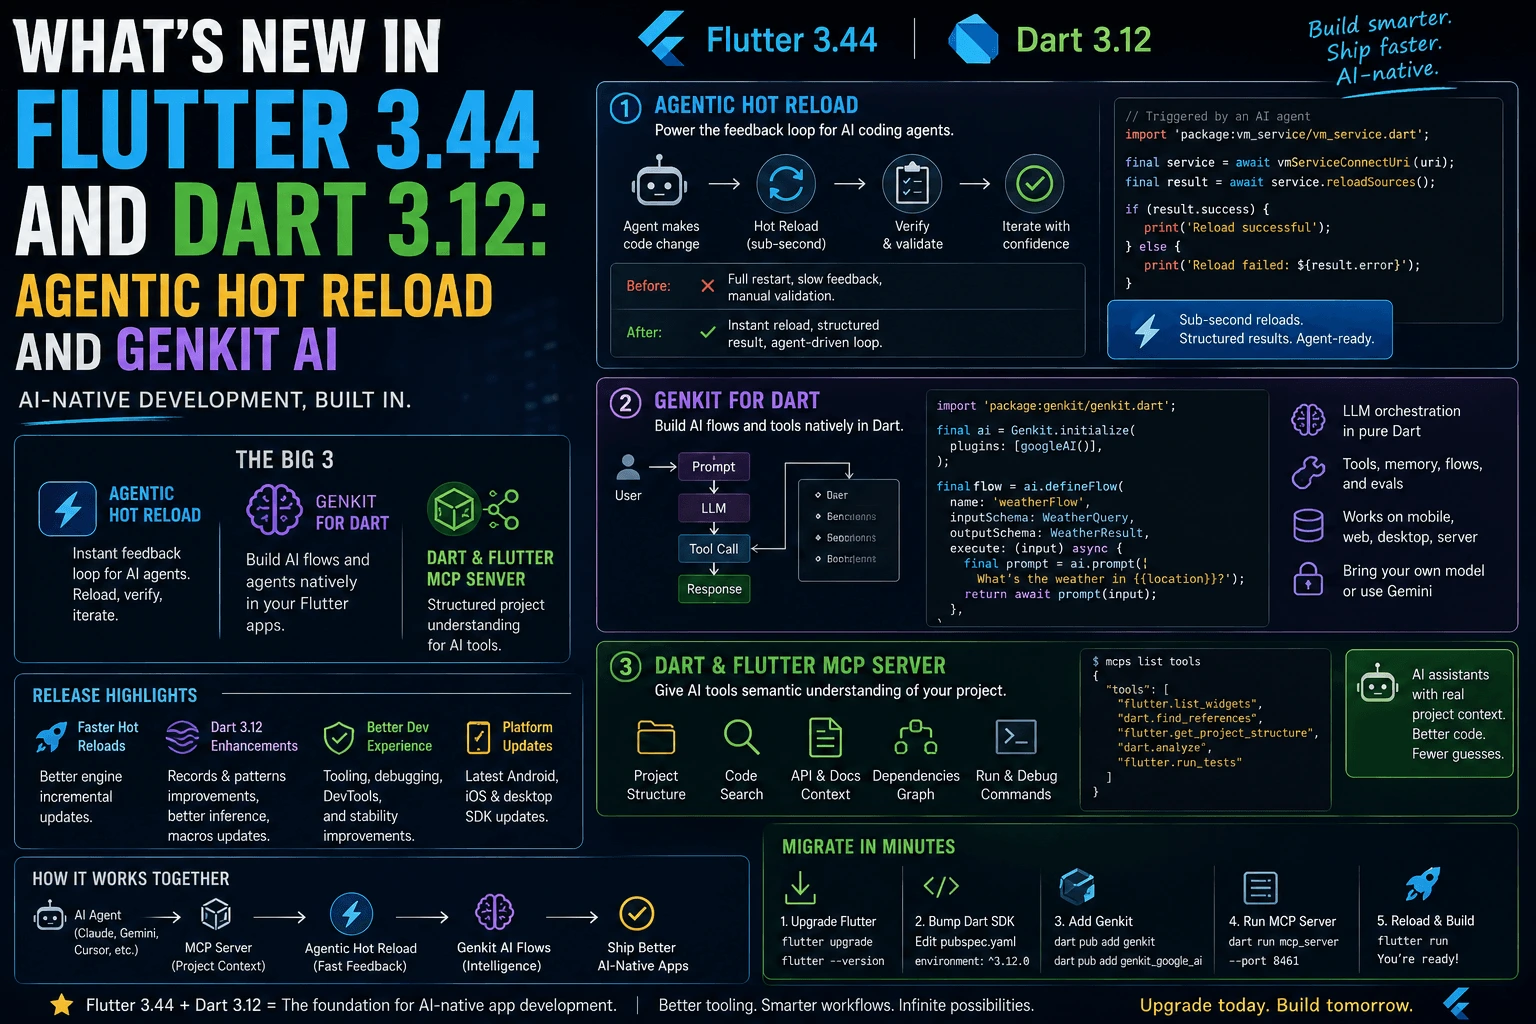 WHAT'S NEW IN
FLUTTER 3.44
AND DART 3.12:
AGENTIC HOT RELOAD
AND GENKIT AI
AI-NATIVE DEVELOPMENT, BUILT IN.
Flutter 3.44
Dart 3.12
Build smarter.
Ship faster.
AI-native.
THE BIG 3
AGENTIC
HOT RELOAD
Instant feedback
loop for AI agents.
Reload, verify,
iterate.
GENKIT
FOR DART
Build AI flows and
agents natively
in your Flutter
apps.
DART & FLUTTER
MCP SERVER
Structured project
understanding
for AI tools.
RELEASE HIGHLIGHTS
Faster Hot
Reloads
Better engine
incremental
updates.
Dart 3.12
Enhancements
Records & patterns
improvements,
better inference,
macros updates.
Better Dev
Experience
Tooling, debugging,
DevTools,
and stability
improvements.
Platform
Updates
Latest Android,
iOS & desktop
SDK updates.
HOW IT WORKS TOGETHER
AI Agent
(Claude, Gemini,
Cursor, etc.)
MCP Server
(Project Context)
Agentic Hot Reload
(Fast Feedback)
Genkit AI Flows
(Intelligence)
Ship Better
AI-Native Apps
1 AGENTIC HOT RELOAD
Power the feedback loop for AI coding agents.
Agent makes
code change
Hot Reload
(sub-second)
Verify
& validate
Iterate with
confidence
Before:
Full restart, slow feedback,
manual validation.
After:
Instant reload, structured
result, agent-driven loop.
// Triggered by an AI agent
import 'package:vm_service/vm_service.dart';
final service = await vmServiceConnectUri(uri);
final result = await service.reloadSources();
if (result.success) {
print('Reload successful');
} else {
print('Reload failed: ${result.error}');
}
Sub-second reloads.
Structured results. Agent-ready.
2 GENKIT FOR DART
Build AI flows and tools natively in Dart.
User
Prompt
LLM
Tool Call
Response
import 'package:genkit/genkit.dart';
final ai = Genkit.initialize(
plugins: [googleAI()],
);
final flow = ai.defineFlow(
name: 'weatherFlow',
inputSchema: WeatherQuery,
outputSchema: WeatherResult,
execute: (input) async {
final prompt = ai.prompt(
What's the weather in {{location}}?');
return await prompt(input);
},
LLM orchestration
in pure Dart
Tools, memory, flows,
and evals
Works on mobile,
web, desktop, server
Bring your own model
or use Gemini
3 DART & FLUTTER MCP SERVER
Give AI tools semantic understanding of your project.
Project
Structure
Code
Search
API & Docs
Context
Dependencies
Graph
Run & Debug
Commands
$ mcps list tools
{
"tools": [
"flutter.list_widgets",
"dart.find_references",
"flutter.get_project_structure",
"dart.analyze",
"flutter.run_tests"
]
}
AI assistants
with real
project context.
Better code.
Fewer guesses.
MIGRATE IN MINUTES
1. Upgrade Flutter
flutter upgrade
flutter --version
2. Bump Dart SDK
Edit pubspec.yaml
environment: ^3.12.0
3. Add Genkit
dart pub add genkit
dart pub add genkit_google_ai
4. Run MCP Server
dart run mcp_server
--port 8461
5. Reload & Build
flutter run
You're ready!
Flutter 3.44 + Dart 3.12 = The foundation for AI-native app development.
Better tooling. Smarter workflows. Infinite possibilities.
Upgrade today. Build tomorrow.